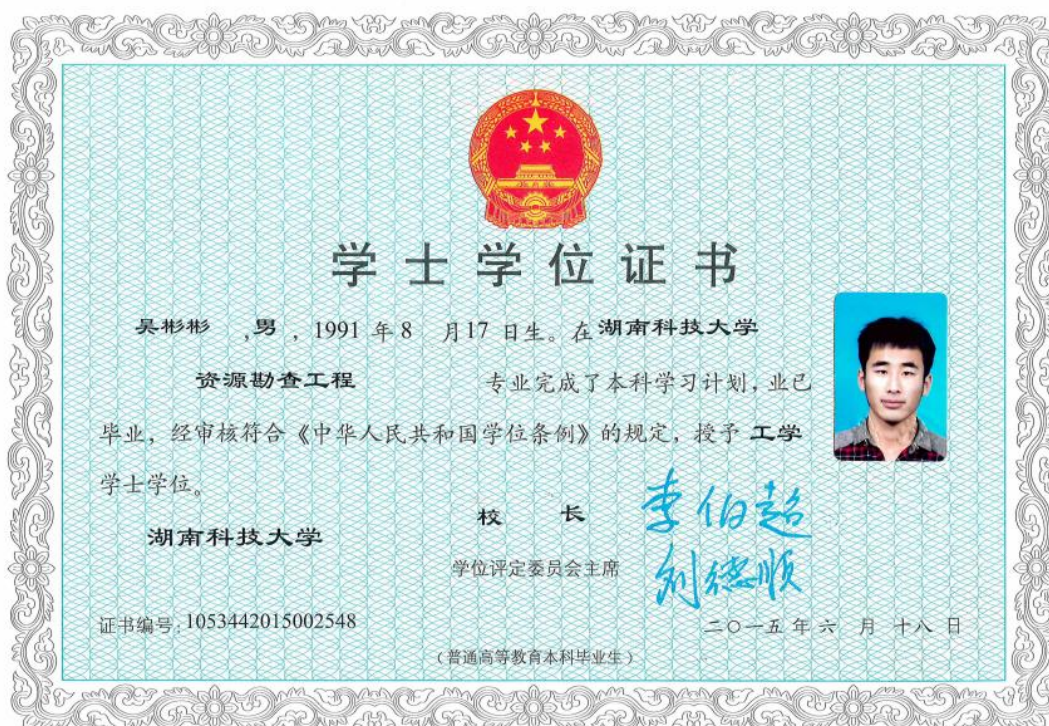 学士学位证书
吴彬彬 ,男 , 1991 年 8 月17 日生。在 湖南科技大学
资源勘查工程 专业完成了本科学习计划,业已
毕业,经审核符合《中华人民共和国学位条例》的规定,授予 工学
学士学位。
湖南科技大学
校 长 李伯超
学位评定委员会主席 刘德顺
证书编号:1053442015002548
二〇一五 年 六 月 十八 日
(普通高等教育本科毕业生)